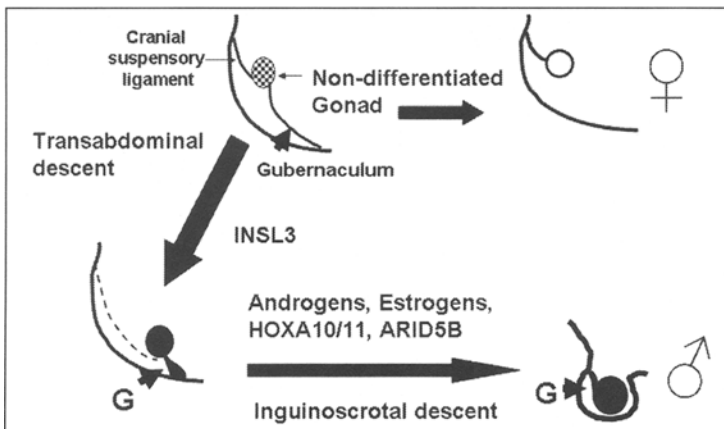 Cranial
suspensory
ligament
Non-differentiated
Gonad
Transabdominal
descent
Gubernaculum
INSL3
Androgens, Estrogens,
HOXA10/11, ARID5B
G
G
Inguinoscrotal descent